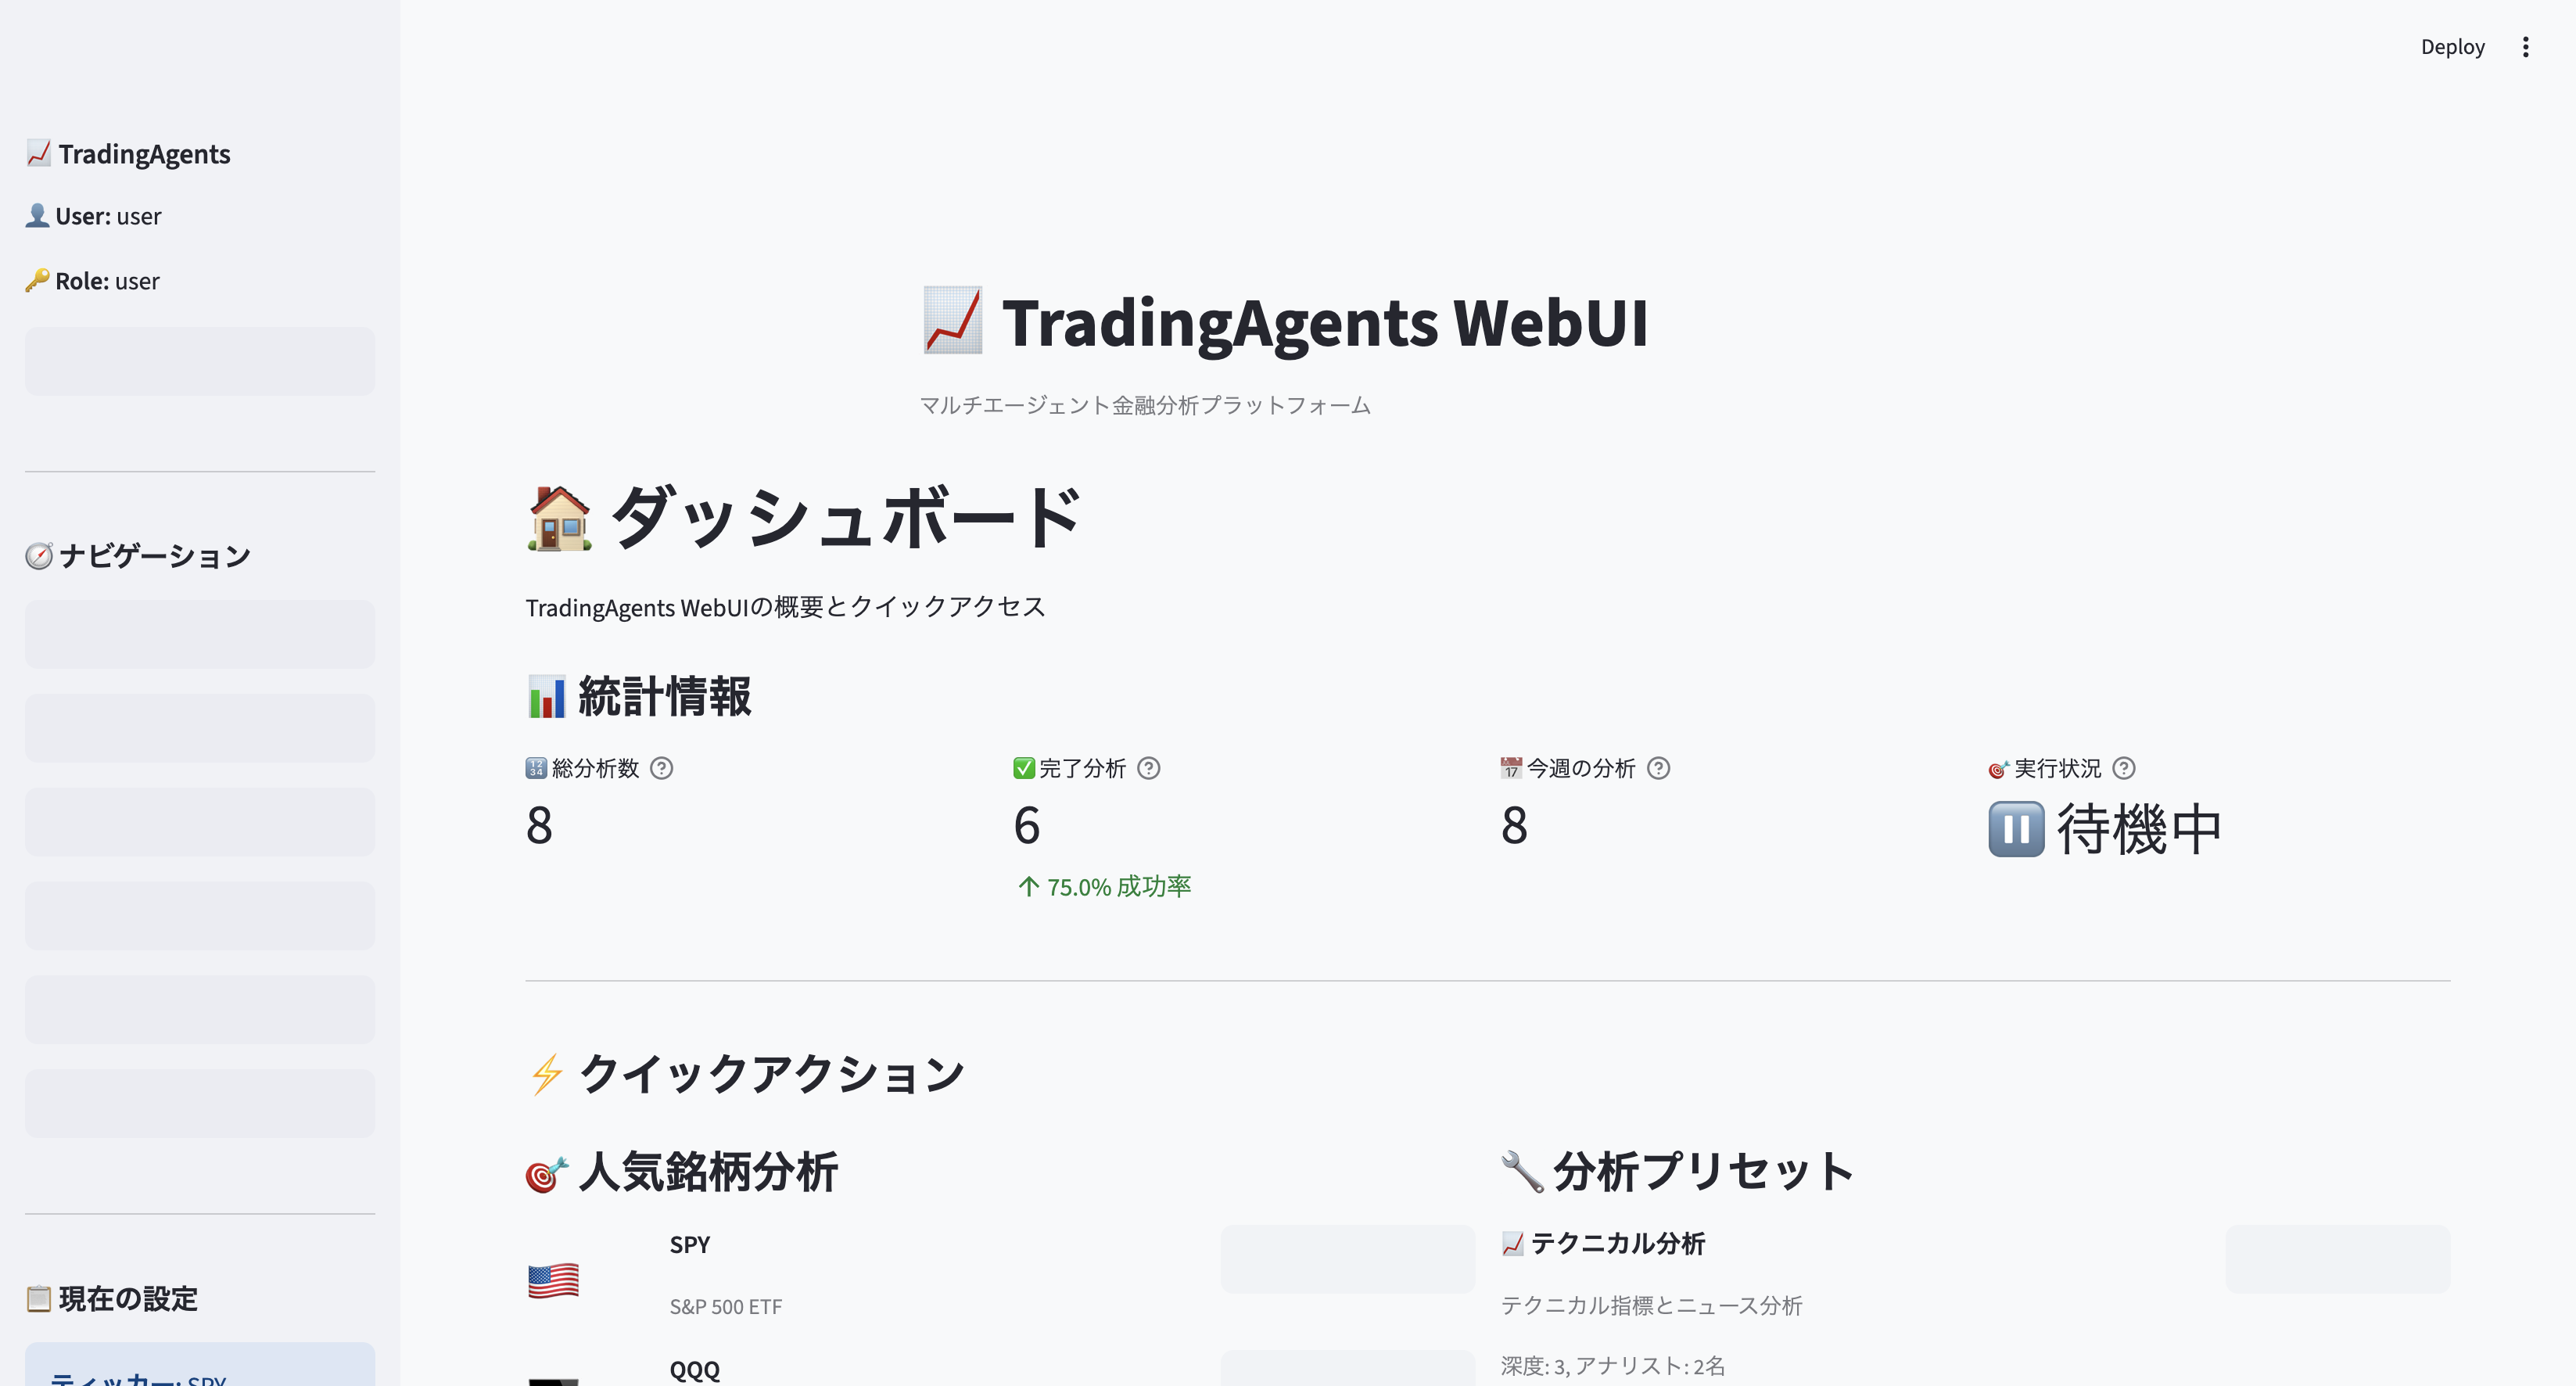 Deploy
TradingAgents
User: user
Role: user
ナビゲーション
現在の設定
ティッカー: SPY
TradingAgents WebUI
マルチエージェント金融分析プラットフォーム
ダッシュボード
TradingAgents WebUIの概要とクイックアクセス
統計情報
総分析数
8
完了分析
6
75.0% 成功率
今週の分析
8
実行状況
待機中
クイックアクション
人気銘柄分析
SPY
S&P 500 ETF
QQQ
分析プリセット
テクニカル分析
テクニカル指標とニュース分析
深度: 3, アナリスト: 2名